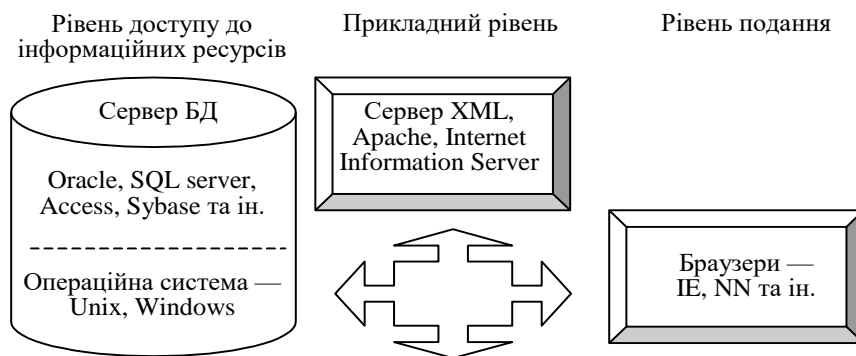 Рівень доступу до
інформаційних ресурсів
Прикладний рівень
Рівень подання
Сервер БД
Oracle, SQL server,
Access, Sybase та ін.
Операційна система —
Unix, Windows
Сервер XML,
Apache, Internet
Information Server
Браузери —
IE, NN та ін.